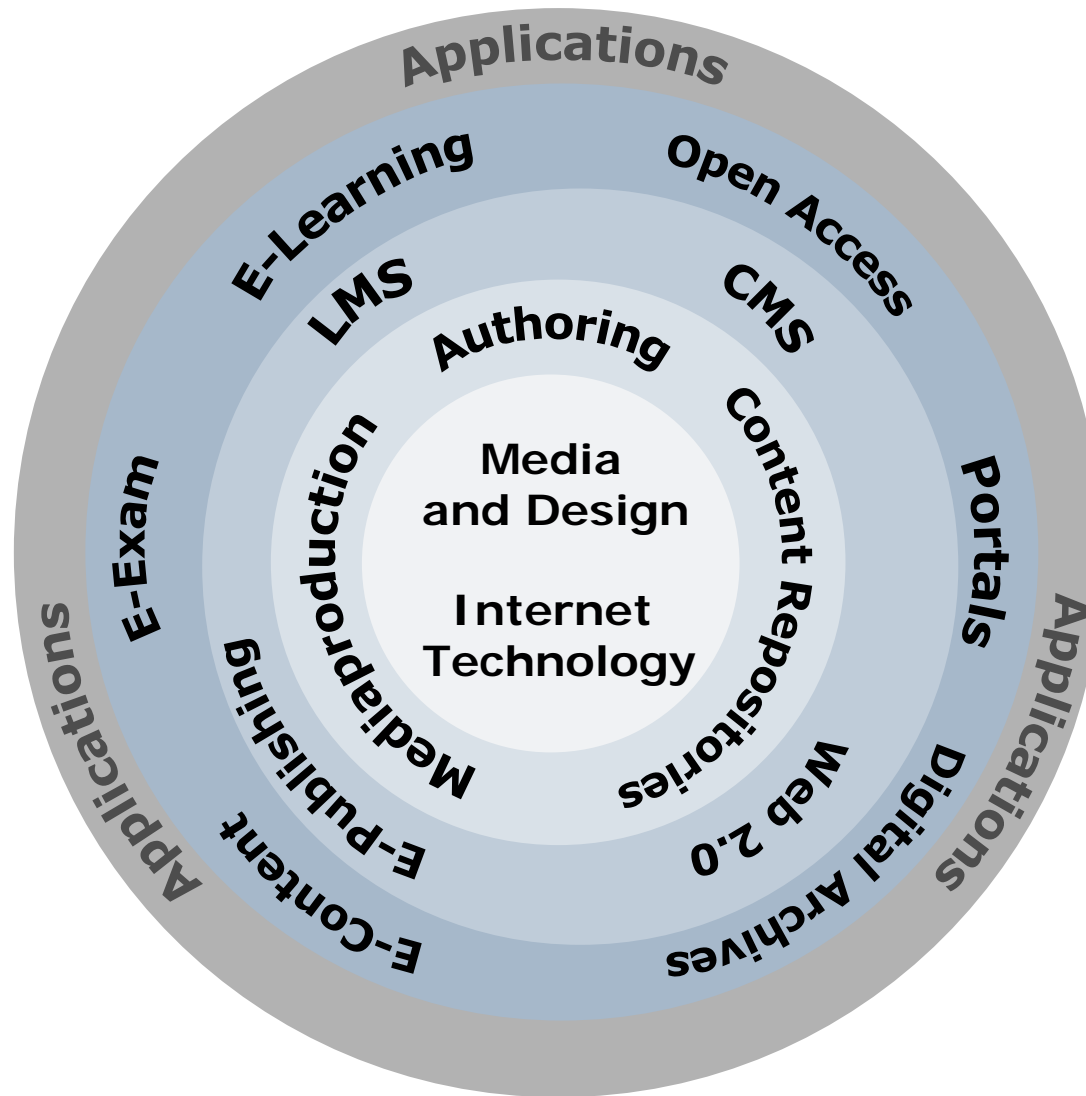 Applications
E-Learning
Open Access
LMS
CMS
Authoring
Mediaproduction
Content Repositories
Media
and Design
Internet
Technology
E-Exam
Portals
E-Publishing
Web 2.0
E-Content
Digital Archives
Applications
Applications